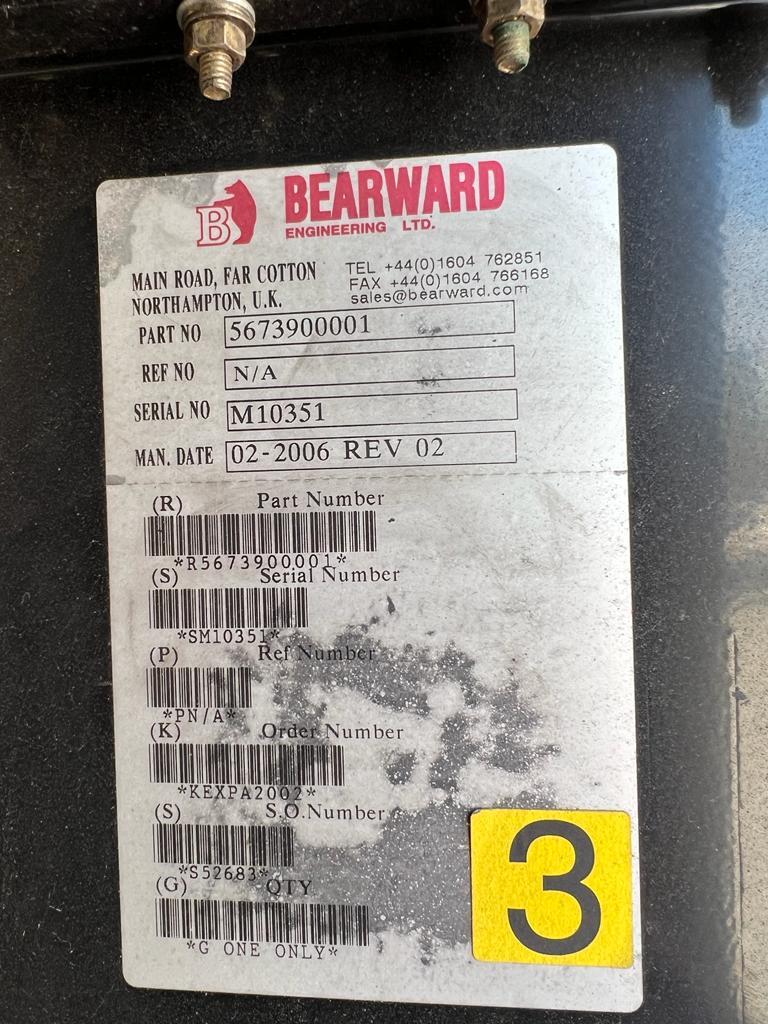 B BEARWARD
ENGINEERING LTD.
MAIN ROAD, FAR COTTON
NORTHAMPTON, U.K.
TEL +44(0)1604 762851
FAX +44(0)1604 766168
sales@bearward.com
PART NO 5673900001
REF NO N/A
SERIAL NO M10351
MAN. DATE 02-2006 REV 02
(R) Part Number
*R5673900001*
(S) Serial Number
*SM10351*
(P) Ref Number
*PN/A*
(K) Order Number
*KEXPA2002*
(S) S.O.Number
*S52683*
(G) QTY
*G ONE ONLY*
3